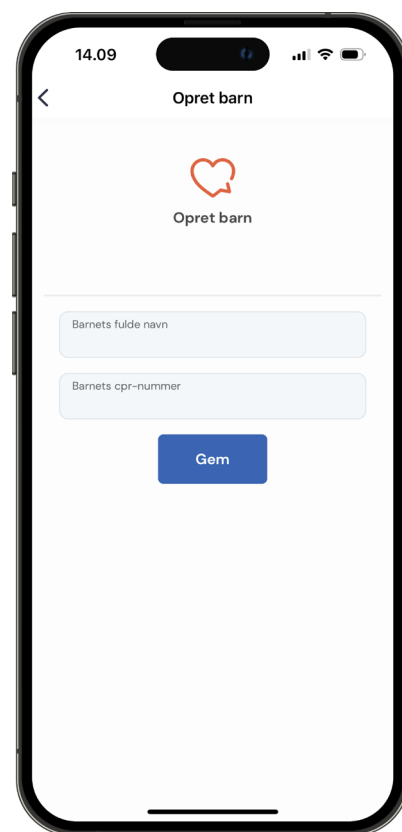 14.09
Opret barn
Opret barn
Barnets fulde navn
Barnets cpr-nummer
Gem